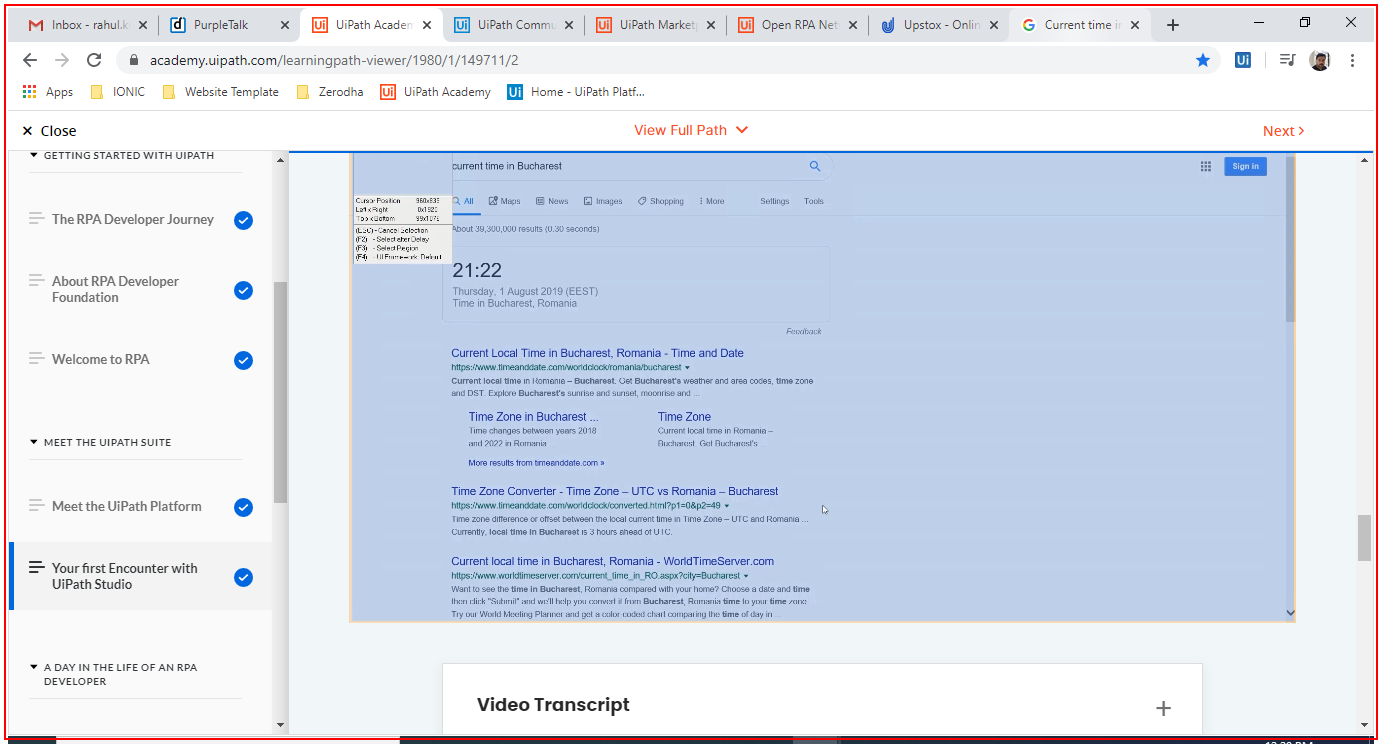 Inbox - rahul.k
PurpleTalk
UiPath Academ
UiPath Commu
UiPath Marketp
Open RPA Net
Upstox - Onlin
Current time in
academy.uipath.com/learningpath-viewer/1980/1/149711/2
Apps IONIC Website Template Zerodha UiPath Academy Home - UiPath Platf...
Close
View Full Path
Next
GETTING STARTED WITH UIPATH
The RPA Developer Journey
About RPA Developer
Foundation
Welcome to RPA
MEET THE UIPATH SUITE
Meet the UiPath Platform
Your first Encounter with
UiPath Studio
A DAY IN THE LIFE OF AN RPA
DEVELOPER
current time in Bucharest
Sign in
Cursor Position 960x833
Left x Right 0x1920
Top x Bottom 99x1079
(ESC) - Cancel Selection
(F2) - Select after Delay
(F3) - Select Region
(F4) - UI Framework: Default
All Maps News Images Shopping More Settings Tools
About 39,300,000 results (0.30 seconds)
21:22
Thursday, 1 August 2019 (EEST)
Time in Bucharest, Romania
Feedback
Current Local Time in Bucharest, Romania - Time and Date
https://www.timeanddate.com/worldclock/romania/bucharest
Current local time in Romania – Bucharest. Get Bucharest's weather and area codes, time zone
and DST. Explore Bucharest's sunrise and sunset, moonrise and ...
Time Zone in Bucharest ...
Time changes between years 2018
and 2022 in Romania ...
Time Zone
Current local time in Romania –
Bucharest. Get Bucharest's ...
More results from timeanddate.com »
Time Zone Converter - Time Zone – UTC vs Romania – Bucharest
https://www.timeanddate.com/worldclock/converted.html?p1=0&p2=49
Time zone difference or offset between the local current time in Time Zone – UTC and Romania ...
Currently, local time in Bucharest is 3 hours ahead of UTC.
Current local time in Bucharest, Romania - WorldTimeServer.com
https://www.worldtimeserver.com/current_time_in_RO.aspx?city=Bucharest
Want to see the time in Bucharest, Romania compared with your home? Choose a date and time
then click "Submit" and we'll help you convert it from Bucharest, Romania time to your time zone.
Try our World Meeting Planner and get a color-coded chart comparing the time of day in ...
Video Transcript